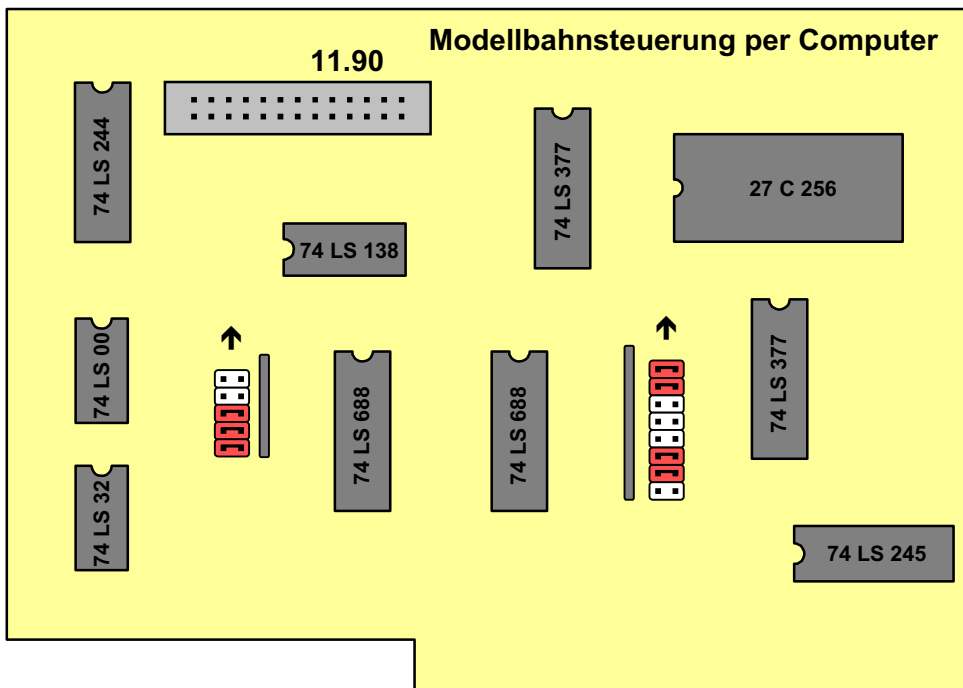 Modellbahnsteuerung per Computer
11.90
74 LS 244
74 LS 377
27 C 256
74 LS 138
74 LS 00
74 LS 688
74 LS 688
74 LS 377
74 LS 32
74 LS 245